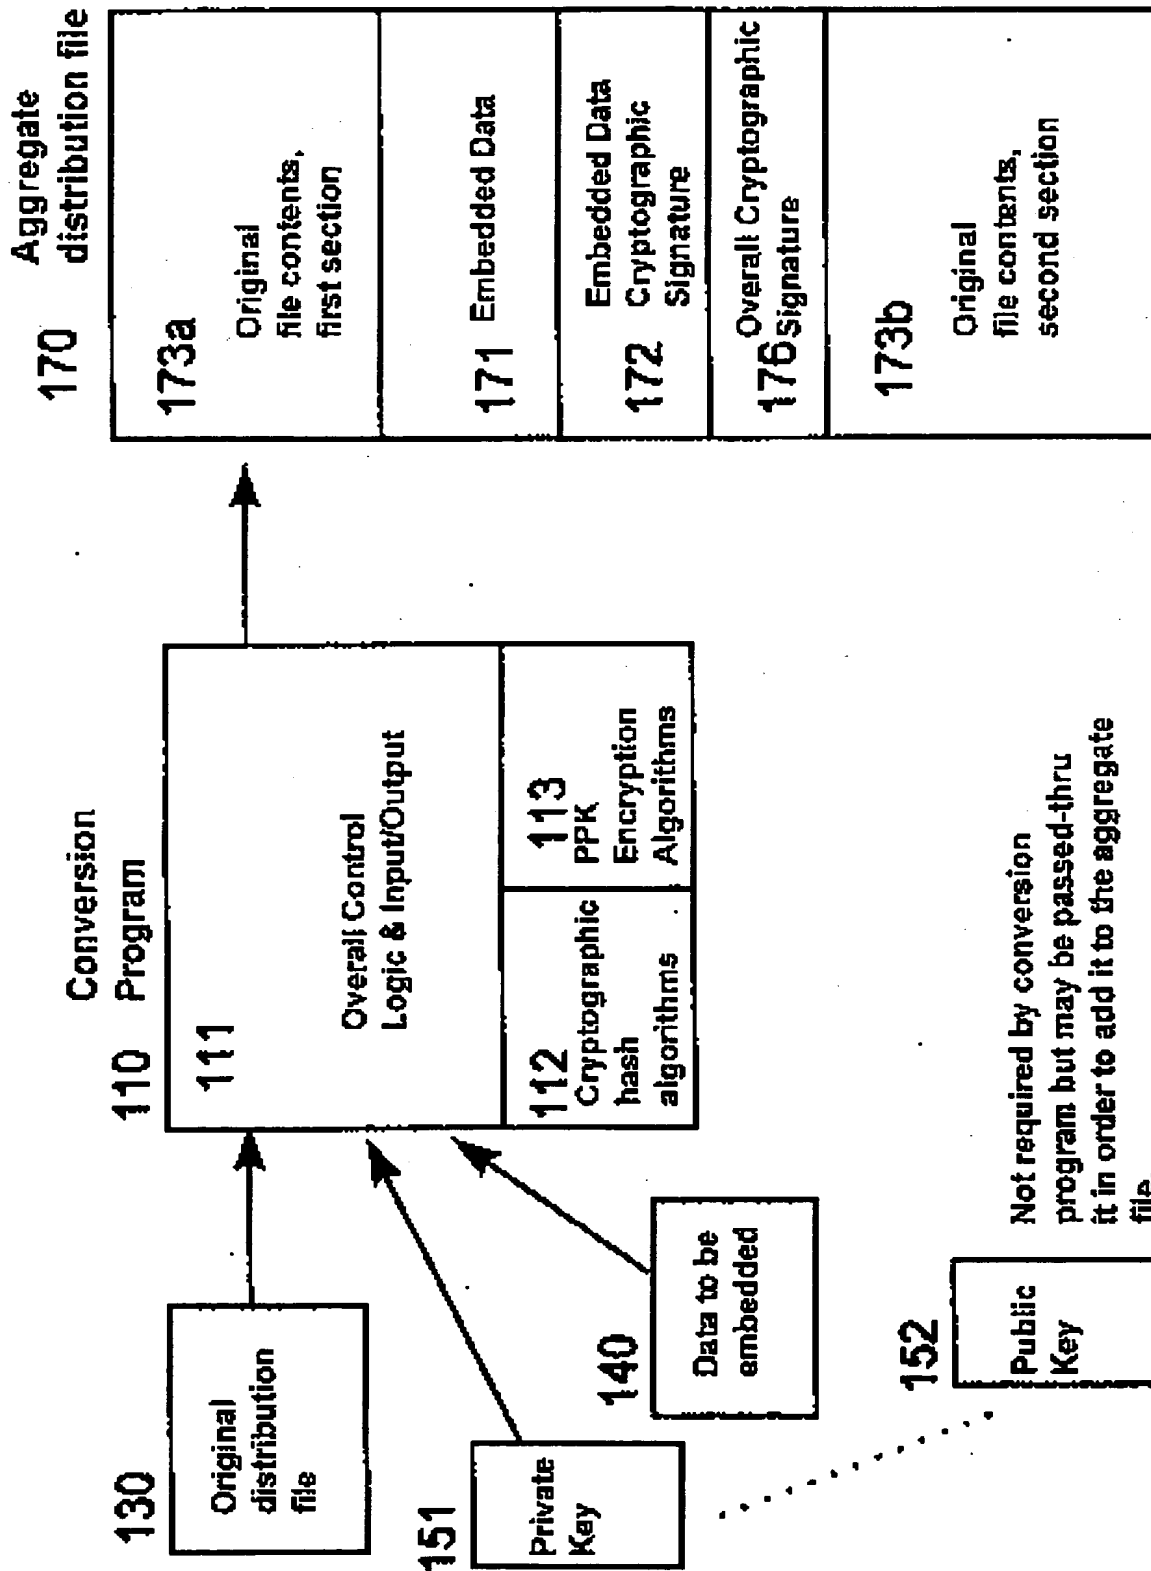 130
Original
distribution
file
151
Private
Key
140
Data to be
embedded
152
Public
Key
Not required by conversion
program but may be passed-thru
it in order to add it to the aggregate
file.
Conversion
110 Program
111
Overall Control
Logic & Input/Output
112
Cryptographic
hash
algorithms
113
PPK
Encryption
Algorithms
Aggregate
170 distribution file
173a
Original
file contents,
first section
171 Embedded Data
Embedded Data
172 Cryptographic
Signature
Overall Cryptographic
176 Signature
173b
Original
file contents,
second section